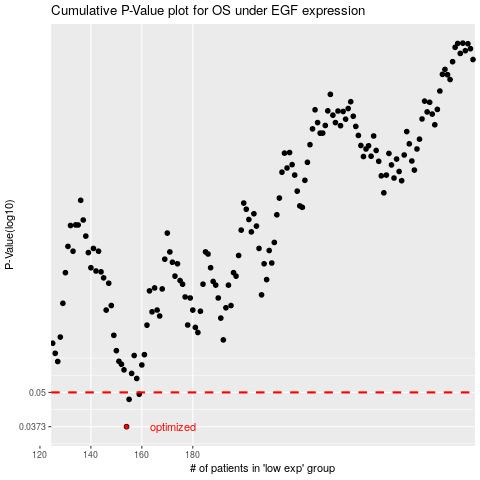 Cumulative P-Value plot for OS under EGF expression
P-Value(log10)
0.05
0.0373
optimized
120 140 160 180
# of patients in 'low exp' group